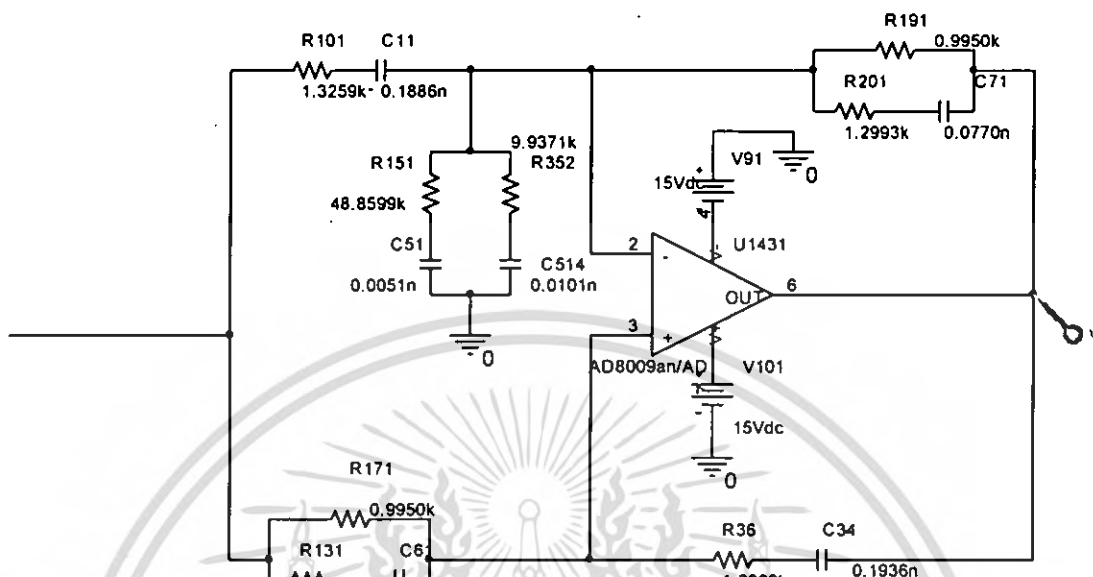 R101 C11
1.3259k 0.1886n
R191
0.9950k
R201 C71
1.2993k 0.0770n
9.9371k
R151 R352
48.8599k
C51 C514
0.0051n 0.0101n
0
V91
15Vdc
0
4
U1431
2
-
OUT
6
3
+
AD8009an/AD
V101
15Vdc
0
R171
0.9950k
R131 C61
R36 C34
0.1936n